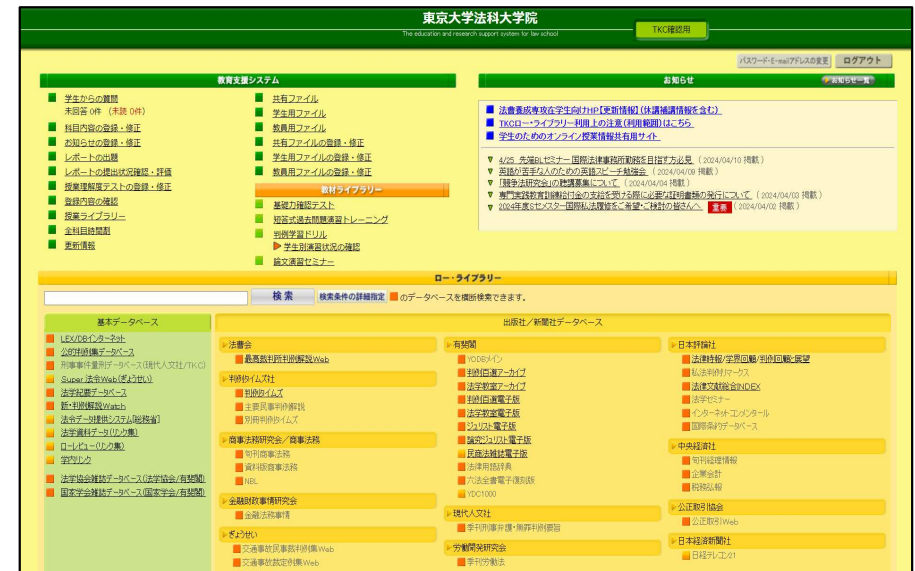 東京大学法科大学院
The education and research support system for law school
TKC確認用
パスワード・E-mailアドレスの変更
ログアウト
教育支援システム
学生からの質問
未回答 0件 (未読 0件)
科目内容の登録・修正
お知らせの登録・修正
レポートの出題
レポートの提出状況確認・評価
授業理解度テストの登録・修正
登録内容の確認
授業ライブラリー
全科目時間割
更新情報
共有ファイル
学生用ファイル
教員用ファイル
共有ファイルの登録・修正
学生用ファイルの登録・修正
教員用ファイルの登録・修正
教材ライブラリー
基礎力確認テスト
短答式過去問題演習トレーニング
判例学習ドリル
学生別演習状況の確認
論文演習セミナー
お知らせ
お知らせ一覧
法曹養成専攻在学生向けHP【更新情報】(休講補講情報を含む)
TKCロー・ライブラリー利用上の注意(利用範囲)はこちら
学生のためのオンライン授業情報共有用サイト
4/25 先端BLセミナー 国際法律事務所勤務を目指す方必見 (2024/04/10 掲載)
英語が苦手な人のための英語スピーチ勉強会 (2024/04/09 掲載)
「競争法研究会」の聴講募集について (2024/04/04 掲載)
専門実践教育訓練給付金の支給を受ける際に必要な証明書類の発行について (2024/04/03 掲載)
2024年度Sセメスター国際私法履修をご希望・ご検討の皆さんへ 重要 (2024/04/02 掲載)
ロー・ライブラリー
検索
検索条件の詳細指定
のデータベースを横断検索できます。
基本データベース
LEX/DBインターネット
公的判例集データベース
刑事事件量刑データベース(現代人文社/TKC)
Super法令Web(ぎょうせい)
法学紀要データベース
新・判例解説Watch
法令データ提供システム[総務省]
法学資料データ(リンク集)
ローレビュー(リンク集)
学内リンク
法学協会雑誌データベース(法学協会/有斐閣)
国家学会雑誌データベース(国家学会/有斐閣)
出版社/新聞社データベース
法曹会
最高裁判所判例解説Web
判例タイムズ社
判例タイムズ
主要民事判例解説
別冊判例タイムズ
商事法務研究会/商事法務
旬刊商事法務
資料版商事法務
NBL
金融財政事情研究会
金融法務事情
ぎょうせい
交通事故民事裁判例集Web
交通事故裁定例集Web
有斐閣
YODBメイン
判例百選アーカイブ
法学教室アーカイブ
判例百選電子版
法学教室電子版
ジュリスト電子版
論究ジュリスト電子版
民商法雑誌電子版
法律用語辞典
六法全書電子復刻版
YDC1000
現代人文社
季刊刑事弁護・無罪判例要旨
労働開発研究会
季刊労働法
日本評論社
法律時報/学界回顧/判例回顧と展望
私法判例リマークス
法律文献総合INDEX
法学セミナー
インターネットコンメンタール
国際条約データベース
中央経済社
旬刊経理情報
企業会計
税務弘報
公正取引協会
公正取引Web
日本経済新聞社
日経テレコン21